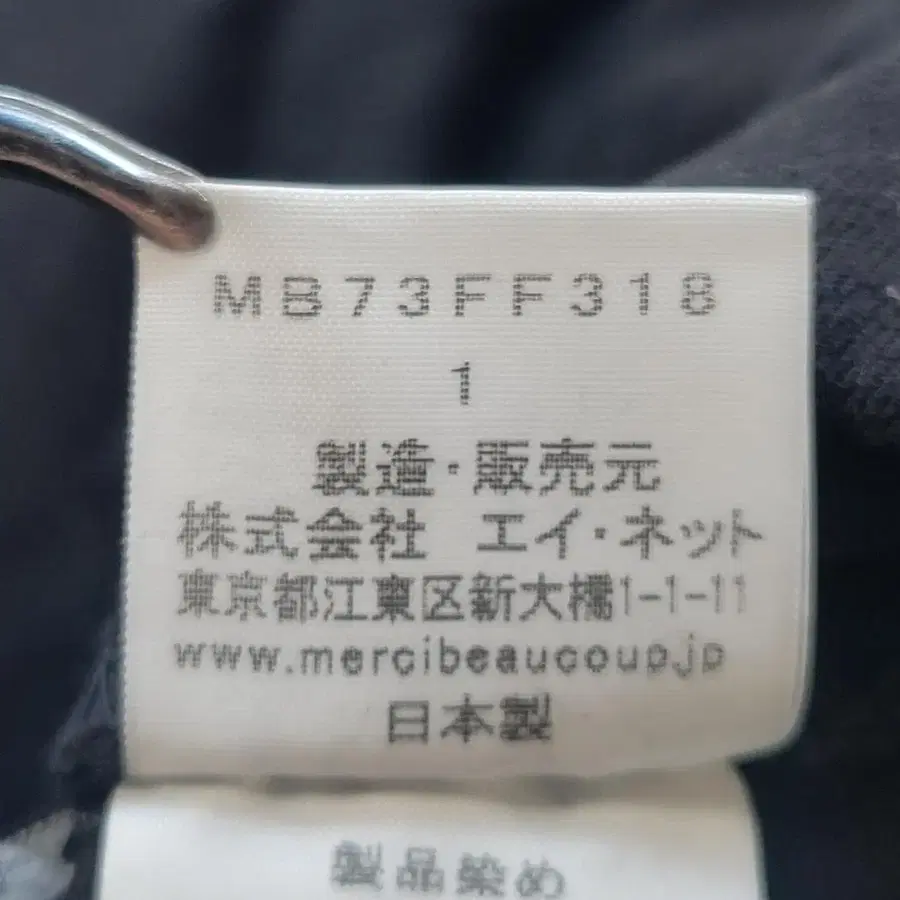 MB73FF318
1
製造・販売元
株式会社 エイ・ネット
東京都江東区新大橋1-1-11
www.mercibeaucoup.jp
日本製
製品染め